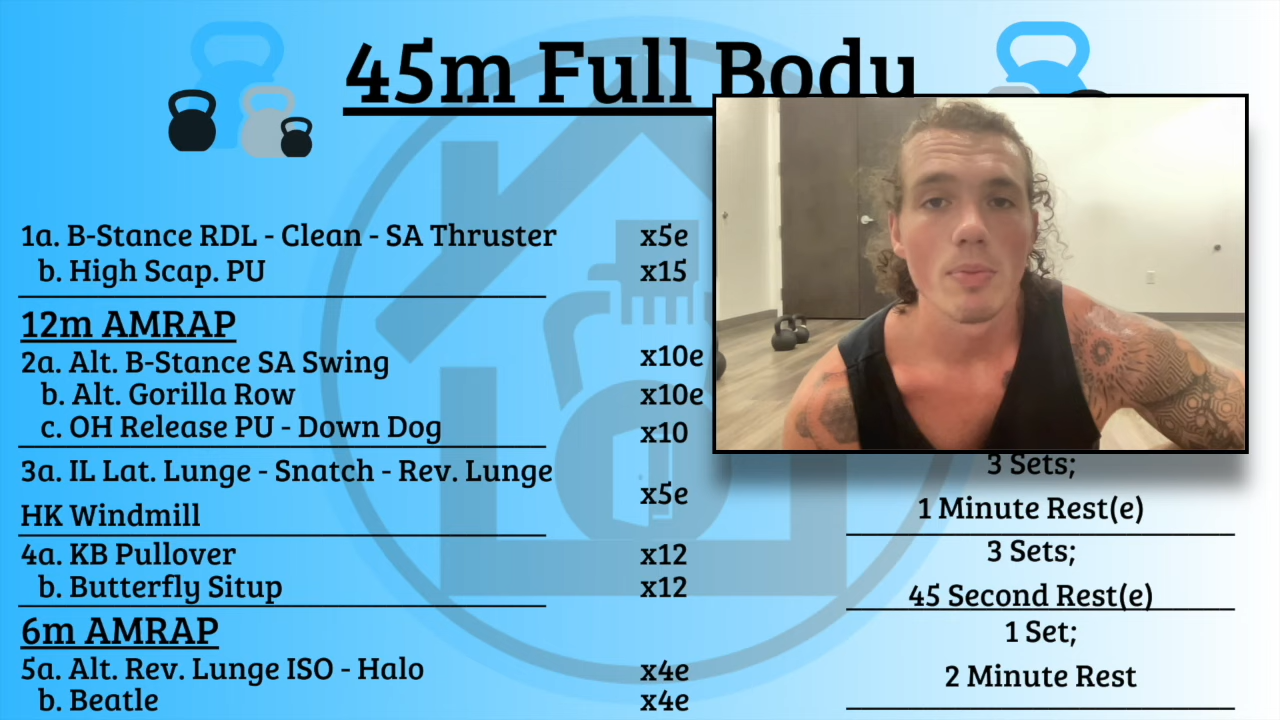 45m Full Body
1a. B-Stance RDL - Clean - SA Thruster x5e
b. High Scap. PU x15
12m AMRAP
2a. Alt. B-Stance SA Swing x10e
b. Alt. Gorilla Row x10e
c. OH Release PU - Down Dog x10
3a. IL Lat. Lunge - Snatch - Rev. Lunge
HK Windmill x5e
3 Sets;
1 Minute Rest(e)
4a. KB Pullover x12
b. Butterfly Situp x12
3 Sets;
45 Second Rest(e)
6m AMRAP
5a. Alt. Rev. Lunge ISO - Halo x4e
b. Beatle x4e
1 Set;
2 Minute Rest